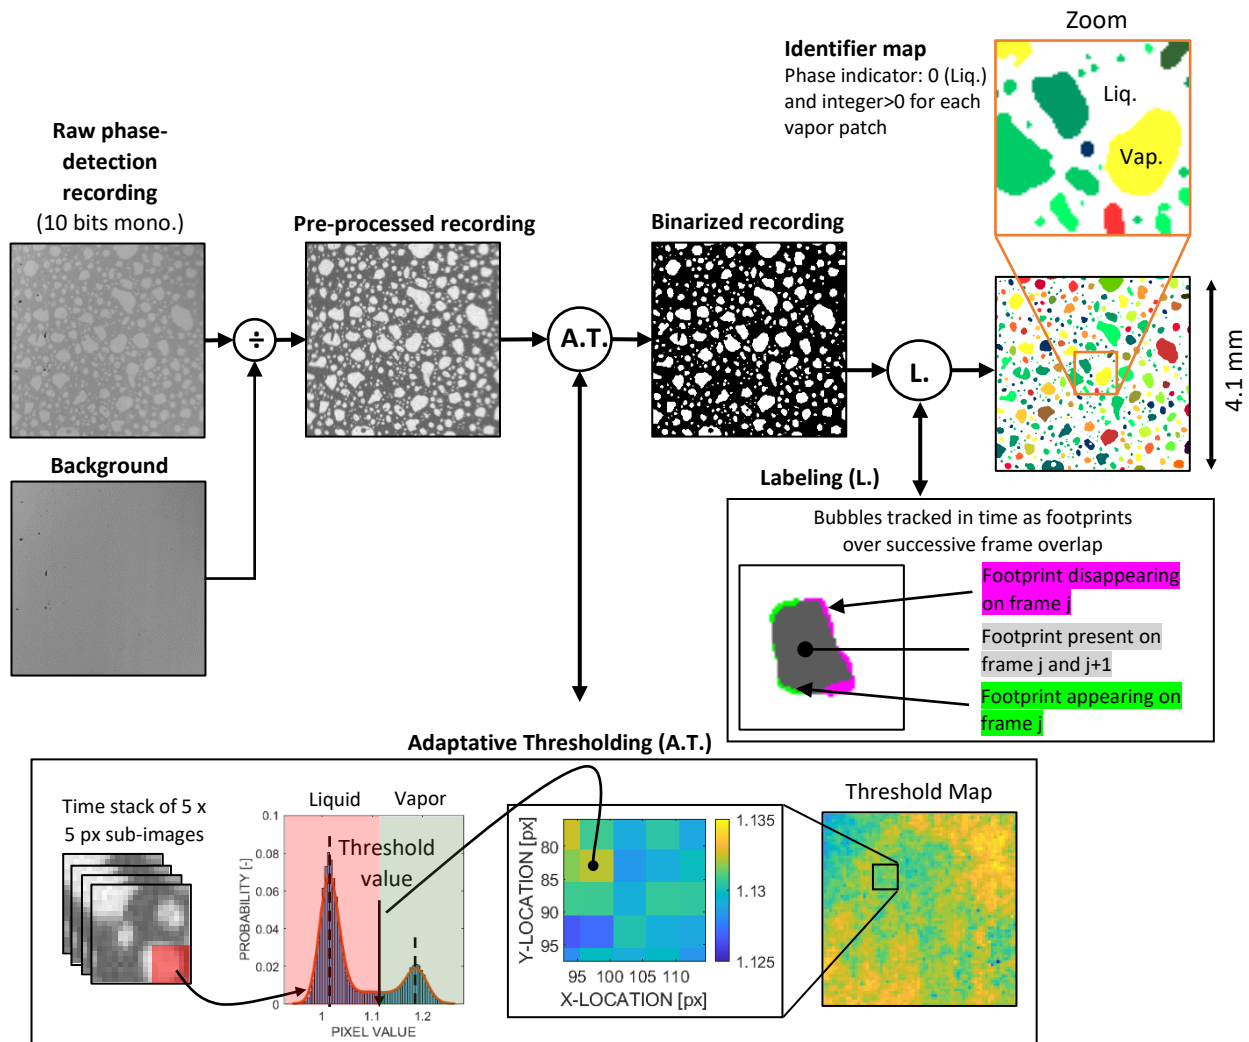 Zoom
Identifier map
Phase indicator: 0 (Liq.)
and integer>0 for each
vapor patch
Liq.
Vap.
Raw phase-
detection
recording
(10 bits mono.)
Pre-processed recording
Binarized recording
÷
A.T.
L.
4.1 mm
Background
Labeling (L.)
Bubbles tracked in time as footprints
over successive frame overlap
Footprint disappearing
on frame j
Footprint present on
frame j and j+1
Footprint appearing on
frame j
Adaptative Thresholding (A.T.)
Time stack of 5 x
5 px sub-images
Liquid
Vapor
Threshold
value
0.1
0.08
0.06
0.04
0.02
0
PROBABILITY [-]
1
1.1
1.2
PIXEL VALUE
80
85
90
95
Y-LOCATION [px]
95
100
105
110
X-LOCATION [px]
1.135
1.13
1.125
Threshold Map